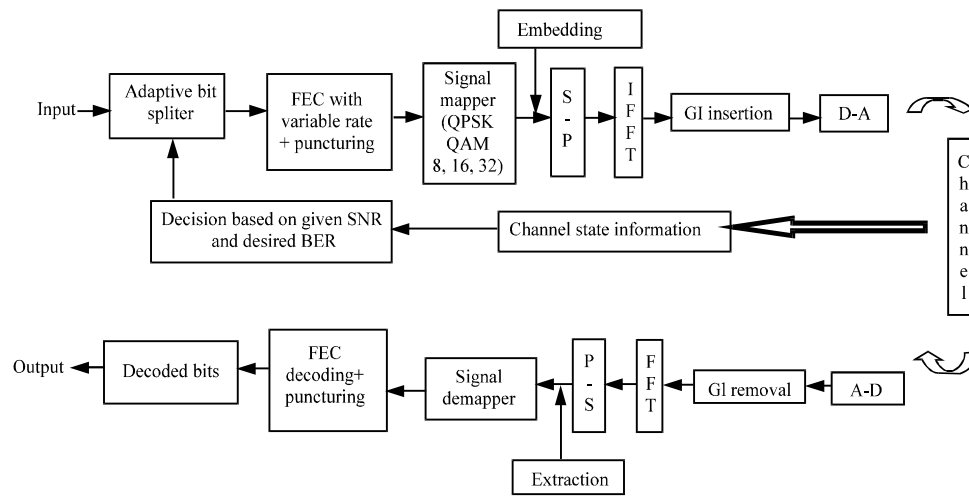 Embedding
Input
Adaptive bit
spliter
FEC with
variable rate
+ puncturing
Signal
mapper
(QPSK
QAM
8, 16, 32)
S
-
P
I
F
F
T
GI insertion
D-A
C
h
a
n
n
e
l
Decision based on given SNR
and desired BER
Channel state information
Output
Decoded bits
FEC
decoding+
puncturing
Signal
demapper
P
-
S
F
F
T
Gl removal
A-D
Extraction